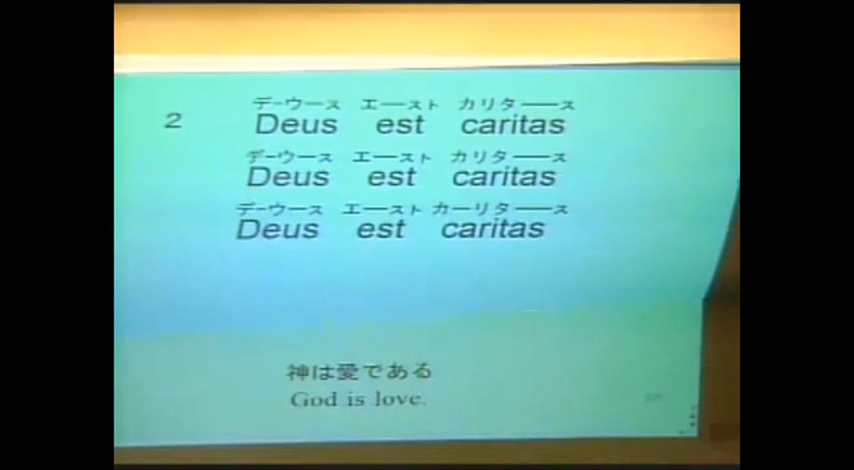 デーウース エースト カリタース
2 Deus est caritas
デーウース エースト カリタース
Deus est caritas
デーウース エースト カーリタース
Deus est caritas
神は愛である
God is love.